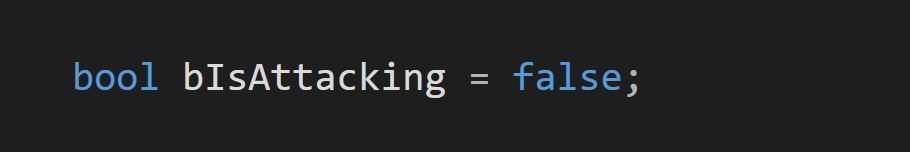 bool bIsAttacking = false;